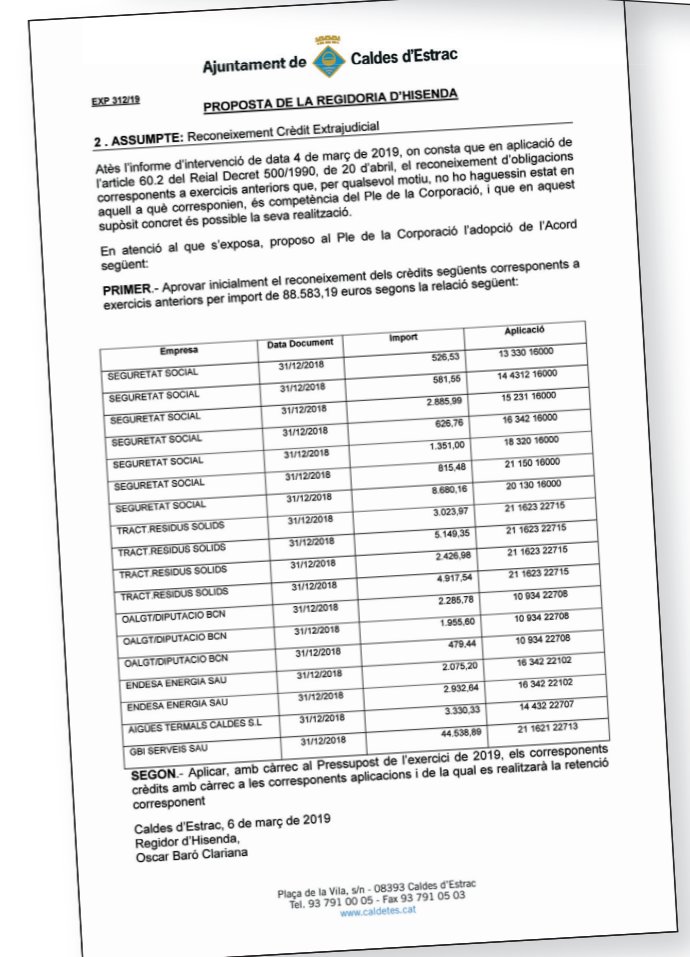 Ajuntament de Caldes d'Estrac
EXP 312/19
PROPOSTA DE LA REGIDORIA D'HISENDA
2 . ASSUMPTE: Reconeixement Crèdit Extrajudicial
Atès l'informe d'intervenció de data 4 de març de 2019, on consta que en aplicació de
l'article 60.2 del Reial Decret 500/1990, de 20 d'abril, el reconeixement d'obligacions
corresponents a exercicis anteriors que, per qualsevol motiu, no ho haguessin estat en
aquell a què corresponien, és competència del Ple de la Corporació, i que en aquest
supòsit concret és possible la seva realització.
En atenció al que s'exposa, proposo al Ple de la Corporació l'adopció de l'Acord
següent:
PRIMER.- Aprovar inicialment el reconeixement dels crèdits següents corresponents a
exercicis anteriors per import de 88.583,19 euros segons la relació següent:
Empresa Data Document Import Aplicació
SEGURETAT SOCIAL 31/12/2018 526,53 13 330 16000
SEGURETAT SOCIAL 31/12/2018 581,55 14 4312 16000
SEGURETAT SOCIAL 31/12/2018 2.885,99 15 231 16000
SEGURETAT SOCIAL 31/12/2018 626,76 16 342 16000
SEGURETAT SOCIAL 31/12/2018 1.351,00 18 320 16000
SEGURETAT SOCIAL 31/12/2018 815,48 21 150 16000
SEGURETAT SOCIAL 31/12/2018 8.680,16 20 130 16000
TRACT.RESIDUS SOLIDS 31/12/2018 3.023,97 21 1623 22715
TRACT.RESIDUS SOLIDS 31/12/2018 5.149,35 21 1623 22715
TRACT.RESIDUS SOLIDS 31/12/2018 2.426,98 21 1623 22715
TRACT.RESIDUS SOLIDS 31/12/2018 4.917,54 21 1623 22715
OALGT/DIPUTACIO BCN 31/12/2018 2.285,78 10 934 22708
OALGT/DIPUTACIO BCN 31/12/2018 1.955,60 10 934 22708
OALGT/DIPUTACIO BCN 31/12/2018 479,44 10 934 22708
ENDESA ENERGIA SAU 31/12/2018 2.075,20 16 342 22102
ENDESA ENERGIA SAU 31/12/2018 2.932,64 16 342 22102
AIGÜES TERMALS CALDES S.L 31/12/2018 3.330,33 14 432 22707
GBI SERVEIS SAU 31/12/2018 44.538,89 21 1621 22713
SEGON.- Aplicar, amb càrrec al Pressupost de l'exercici de 2019, els corresponents
crèdits amb càrrec a les corresponents aplicacions i de la qual es realitzarà la retenció
corresponent
Caldes d'Estrac, 6 de març de 2019
Regidor d'Hisenda,
Oscar Baró Clariana
Plaça de la Vila, s/n - 08393 Caldes d'Estrac
Tel. 93 791 00 05 - Fax 93 791 05 03
www.caldetes.cat